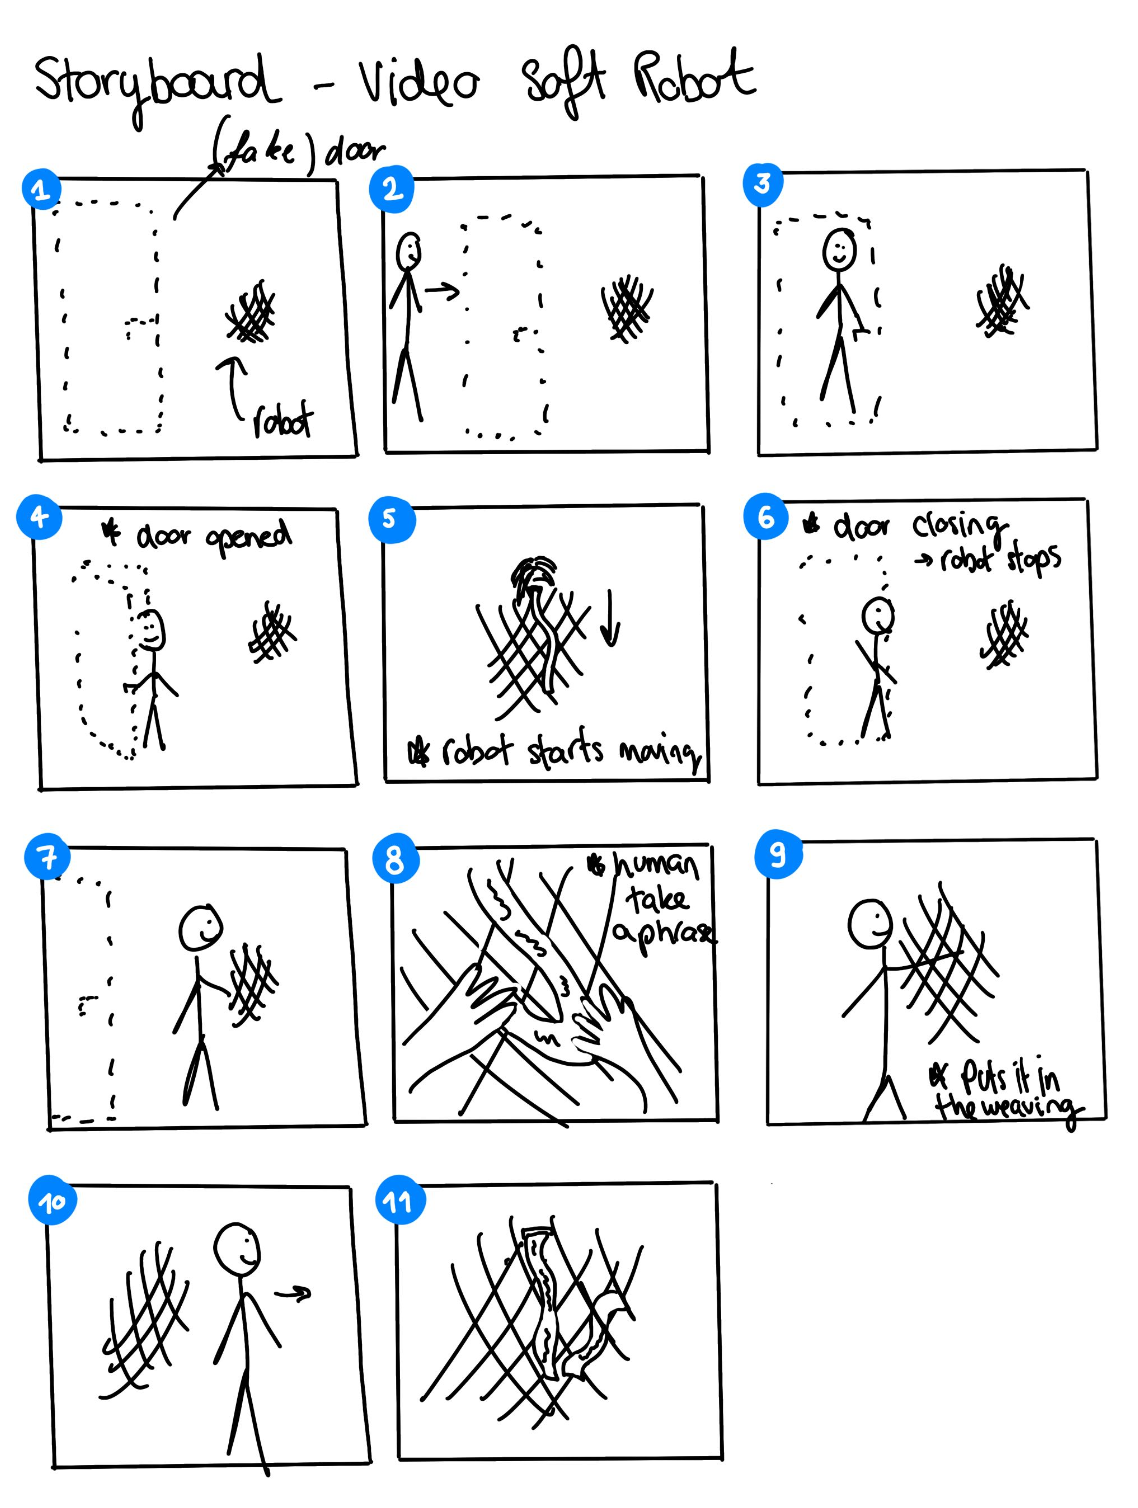 Storyboard - Video Soft Robot
(fake) door
1
robot
2
3
4
* door opened
5
* robot starts moving
6
* door closing
→ robot stops
7
8
* human
take
a phrase
9
* Puts it in
the weaving
10
11